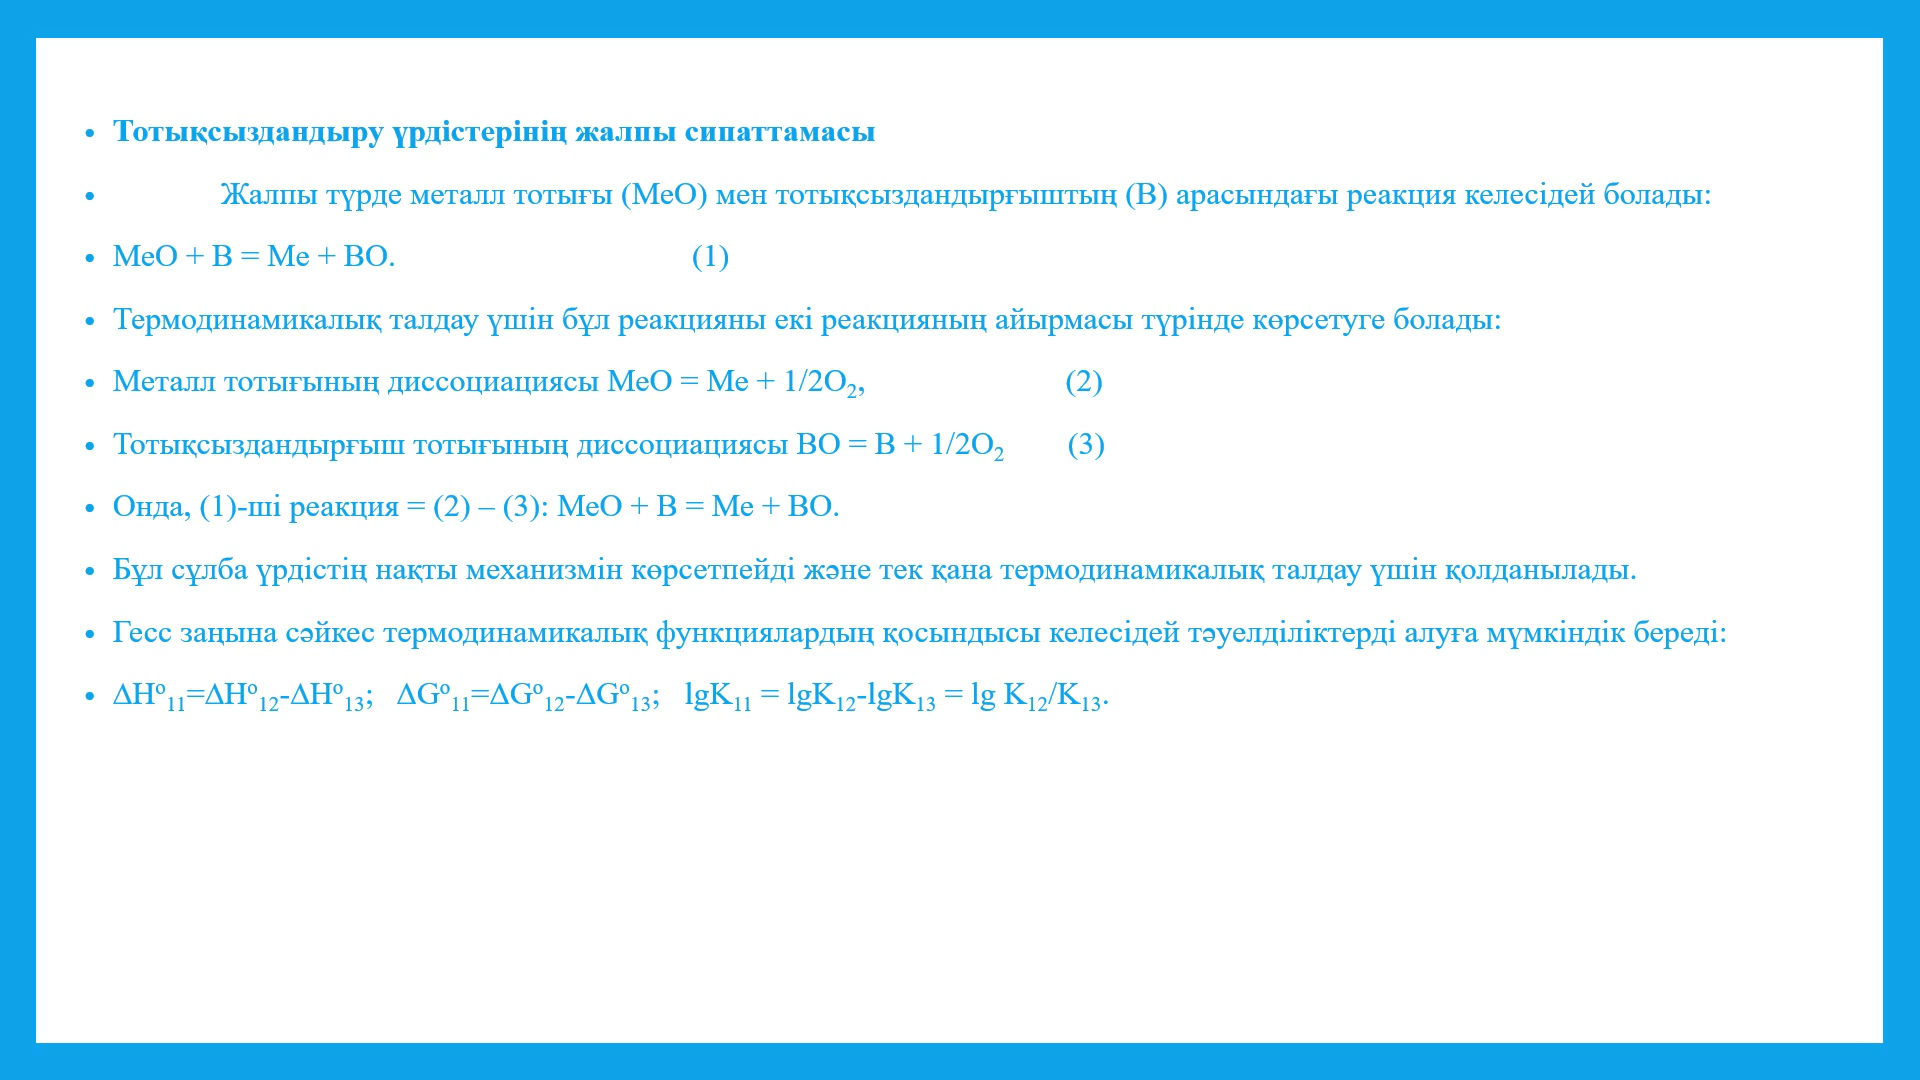 • Тотықсыздандыру үрдістерінің жалпы сипаттамасы
• Жалпы түрде металл тотығы (МеО) мен тотықсыздандырғыштың (В) арасындағы реакция келесідей болады:
• МеО + В = Ме + ВО. (1)
• Термодинамикалық талдау үшін бұл реакцияны екі реакцияның айырмасы түрінде көрсетуге болады:
• Металл тотығының диссоциациясы МеО = Ме + 1/2О₂, (2)
• Тотықсыздандырғыш тотығының диссоциациясы ВО = В + 1/2О₂ (3)
• Онда, (1)-ші реакция = (2) – (3): МеО + В = Ме + ВО.
• Бұл сұлба үрдістің нақты механизмін көрсетпейді және тек қана термодинамикалық талдау үшін қолданылады.
• Гесс заңына сәйкес термодинамикалық функциялардың қосындысы келесідей тәуелділіктерді алуға мүмкіндік береді:
• ΔHº₁₁=ΔHº₁₂-ΔHº₁₃; ΔGº₁₁=ΔGº₁₂-ΔGº₁₃; lgK₁₁ = lgK₁₂-lgK₁₃ = lg K₁₂/K₁₃.